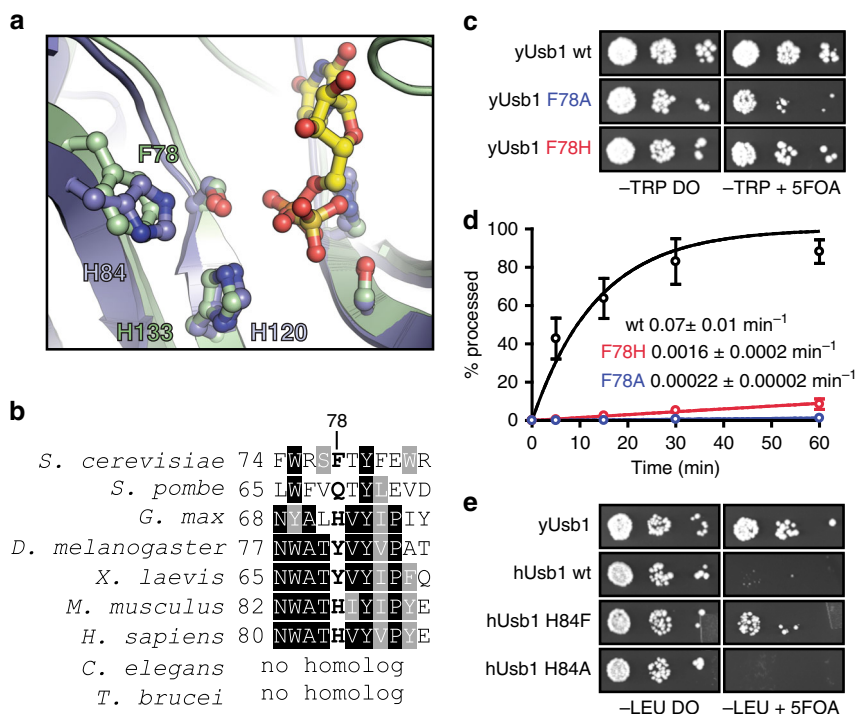 a
F78
H84
H133
H120
b
78
S. cerevisiae 74 FWRSFTYFEWR
S. pombe 65 LWFVQTYLEVD
G. max 68 NYALHVYIPIY
D. melanogaster 77 NWATYVYVPAT
X. laevis 65 NWATYVYIPFQ
M. musculus 82 NWATHIYIPYE
H. sapiens 80 NWATHVYVPYE
C. elegans no homolog
T. brucei no homolog
c
yUsb1 wt
yUsb1 F78A
yUsb1 F78H
–TRP DO –TRP + 5FOA
d
% processed
100
80
60
40
20
0
wt 0.07± 0.01 min⁻¹
F78H 0.0016 ± 0.0002 min⁻¹
F78A 0.00022 ± 0.00002 min⁻¹
0 10 20 30 40 50 60
Time (min)
e
yUsb1
hUsb1 wt
hUsb1 H84F
hUsb1 H84A
–LEU DO –LEU + 5FOA